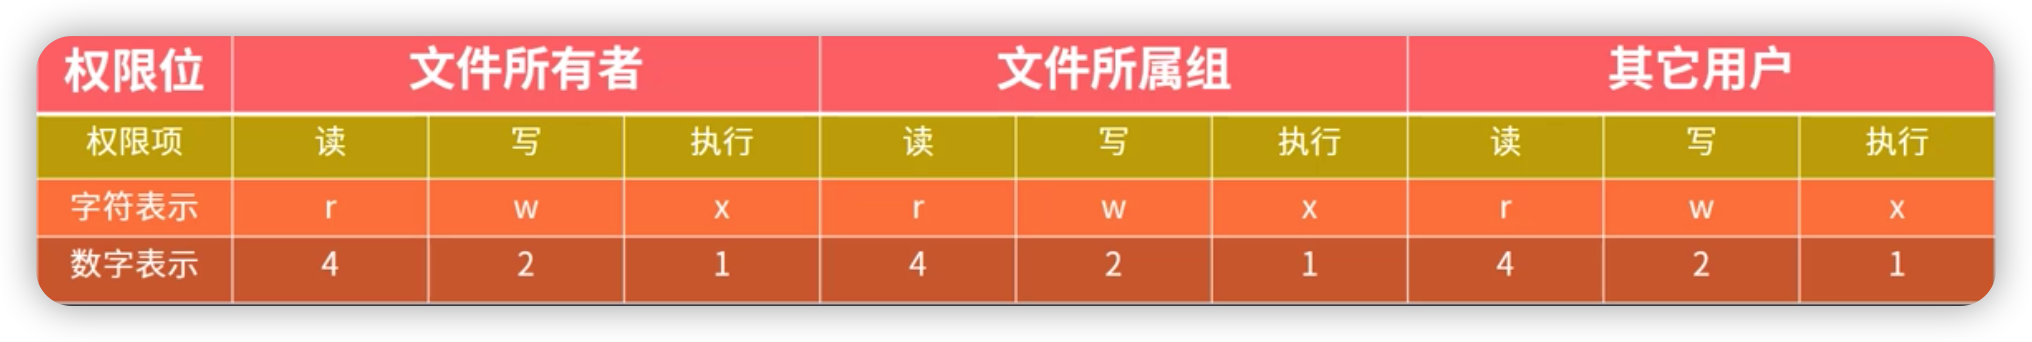 权限位 文件所有者 文件所属组 其它用户
权限项 读 写 执行 读 写 执行 读 写 执行
字符表示 r w x r w x r w x
数字表示 4 2 1 4 2 1 4 2 1